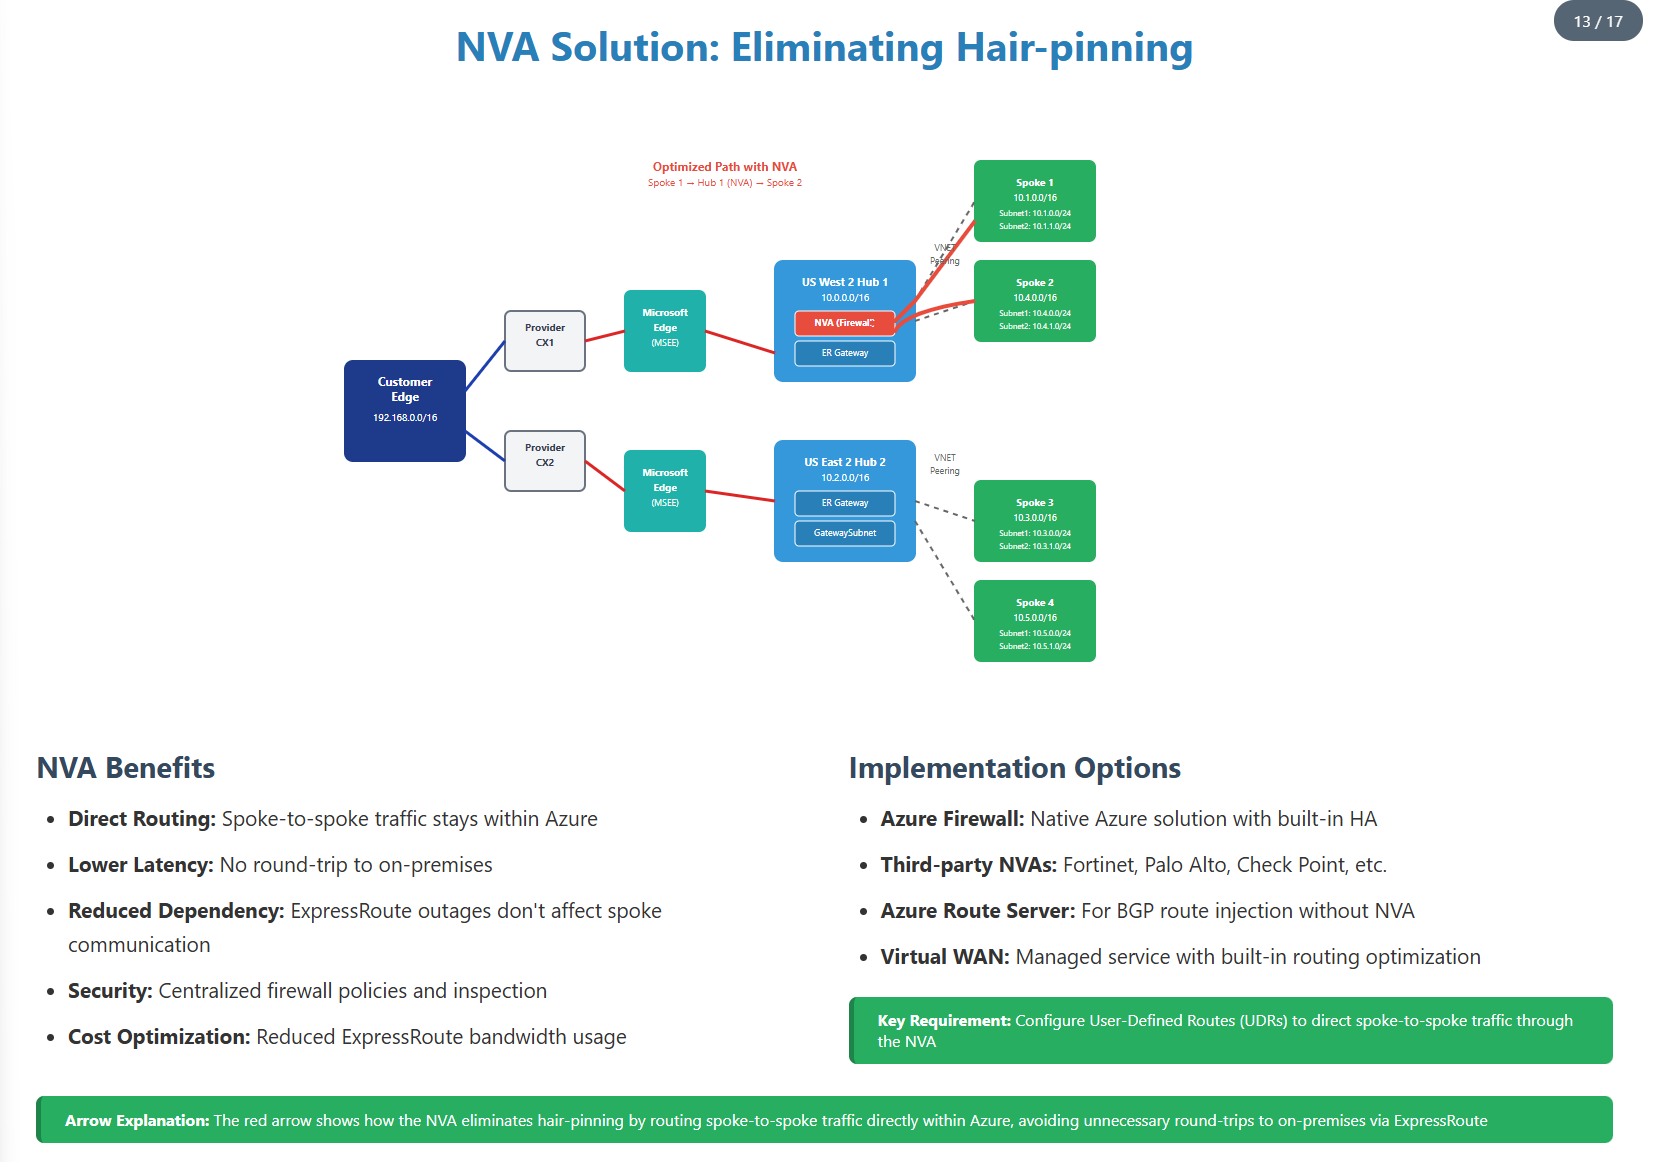 13 / 17
NVA Solution: Eliminating Hair-pinning
Optimized Path with NVA
Spoke 1 → Hub 1 (NVA) → Spoke 2
Spoke 1
10.1.0.0/16
Subnet1: 10.1.0.0/24
Subnet2: 10.1.1.0/24
VNET
Peering
US West 2 Hub 1
10.0.0.0/16
NVA (Firewall)
ER Gateway
Spoke 2
10.4.0.0/16
Subnet1: 10.4.0.0/24
Subnet2: 10.4.1.0/24
Microsoft
Edge
(MSEE)
Provider
CX1
Customer
Edge
192.168.0.0/16
Provider
CX2
Microsoft
Edge
(MSEE)
US East 2 Hub 2
10.2.0.0/16
ER Gateway
GatewaySubnet
VNET
Peering
Spoke 3
10.3.0.0/16
Subnet1: 10.3.0.0/24
Subnet2: 10.3.1.0/24
Spoke 4
10.5.0.0/16
Subnet1: 10.5.0.0/24
Subnet2: 10.5.1.0/24
NVA Benefits
• Direct Routing: Spoke-to-spoke traffic stays within Azure
• Lower Latency: No round-trip to on-premises
• Reduced Dependency: ExpressRoute outages don't affect spoke
communication
• Security: Centralized firewall policies and inspection
• Cost Optimization: Reduced ExpressRoute bandwidth usage
Implementation Options
• Azure Firewall: Native Azure solution with built-in HA
• Third-party NVAs: Fortinet, Palo Alto, Check Point, etc.
• Azure Route Server: For BGP route injection without NVA
• Virtual WAN: Managed service with built-in routing optimization
Key Requirement: Configure User-Defined Routes (UDRs) to direct spoke-to-spoke traffic through
the NVA
Arrow Explanation: The red arrow shows how the NVA eliminates hair-pinning by routing spoke-to-spoke traffic directly within Azure, avoiding unnecessary round-trips to on-premises via ExpressRoute